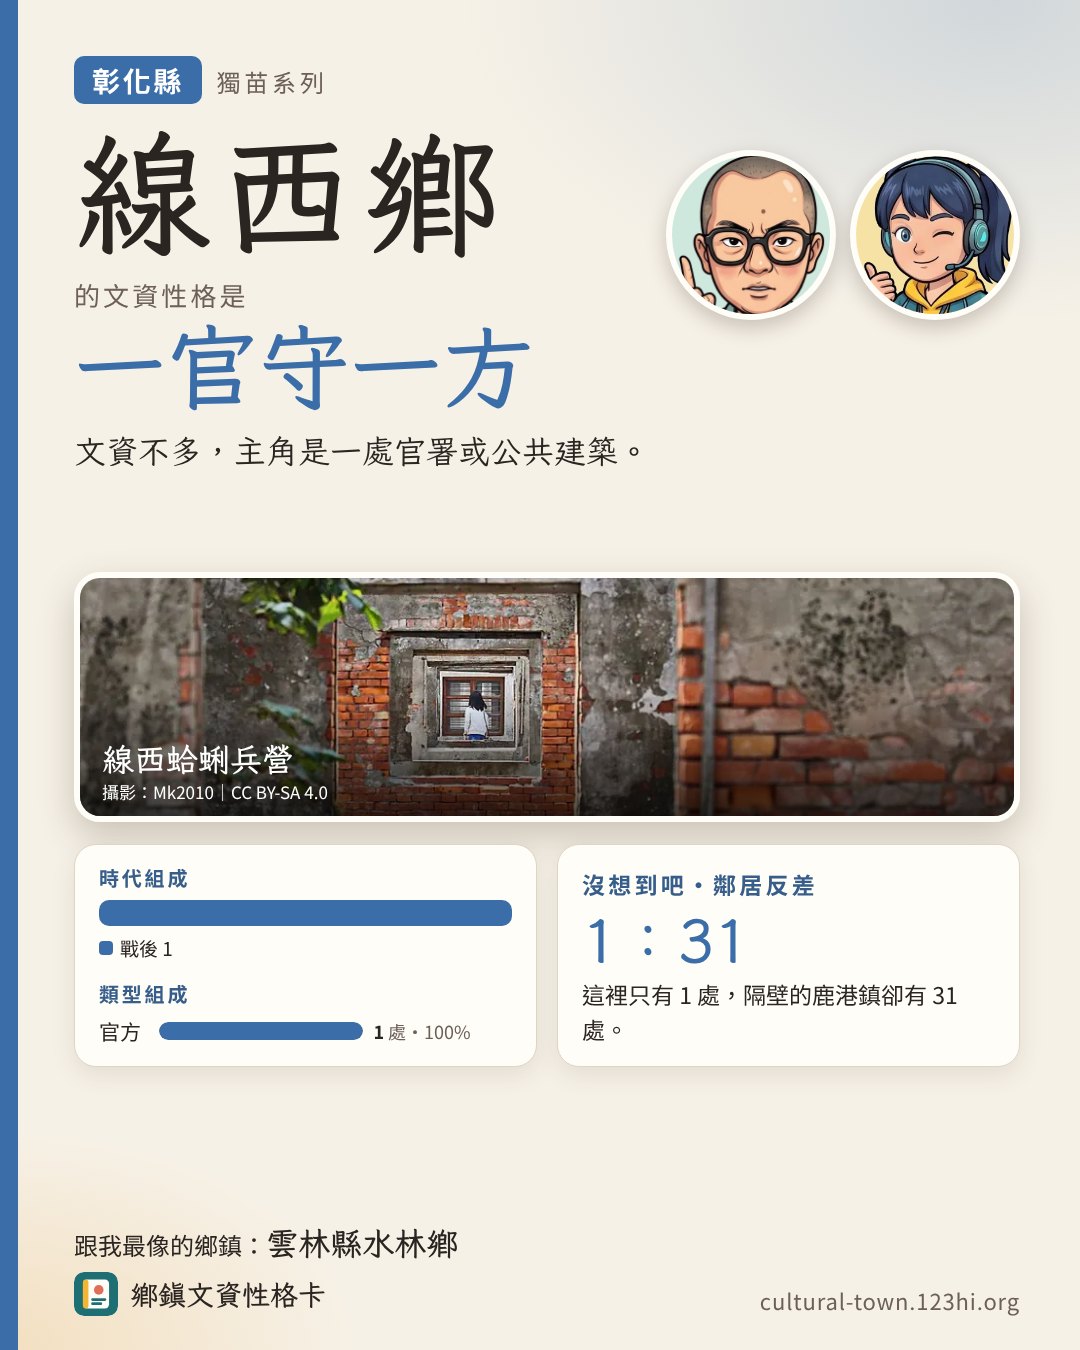 彰化縣 獨苗系列
線西鄉
的文資性格是
一官守一方
文資不多，主角是一處官署或公共建築。
線西蛤蜊兵營
攝影：Mk2010｜CC BY-SA 4.0
時代組成
戰後 1
類型組成
官方 1 處・100%
沒想到吧・鄰居反差
1：31
這裡只有 1 處，隔壁的鹿港鎮卻有 31
處。
跟我最像的鄉鎮：雲林縣水林鄉
鄉鎮文資性格卡
cultural-town.123hi.org